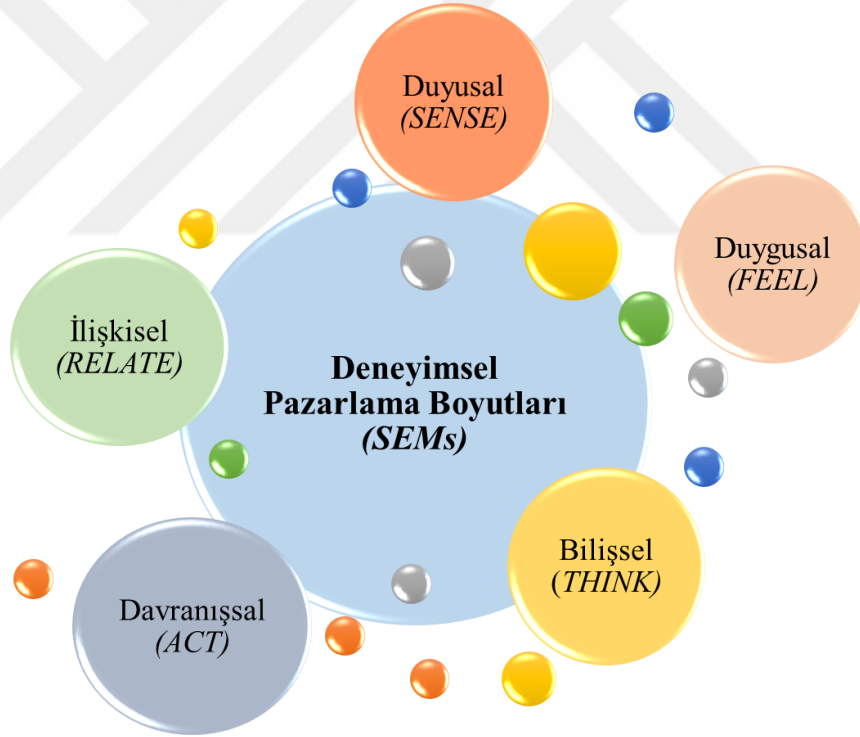 Duyusal
(SENSE)
Duygusal
(FEEL)
İlişkisel
(RELATE)
Deneyimsel
Pazarlama Boyutları
(SEMs)
Bilişsel
(THINK)
Davranışsal
(ACT)